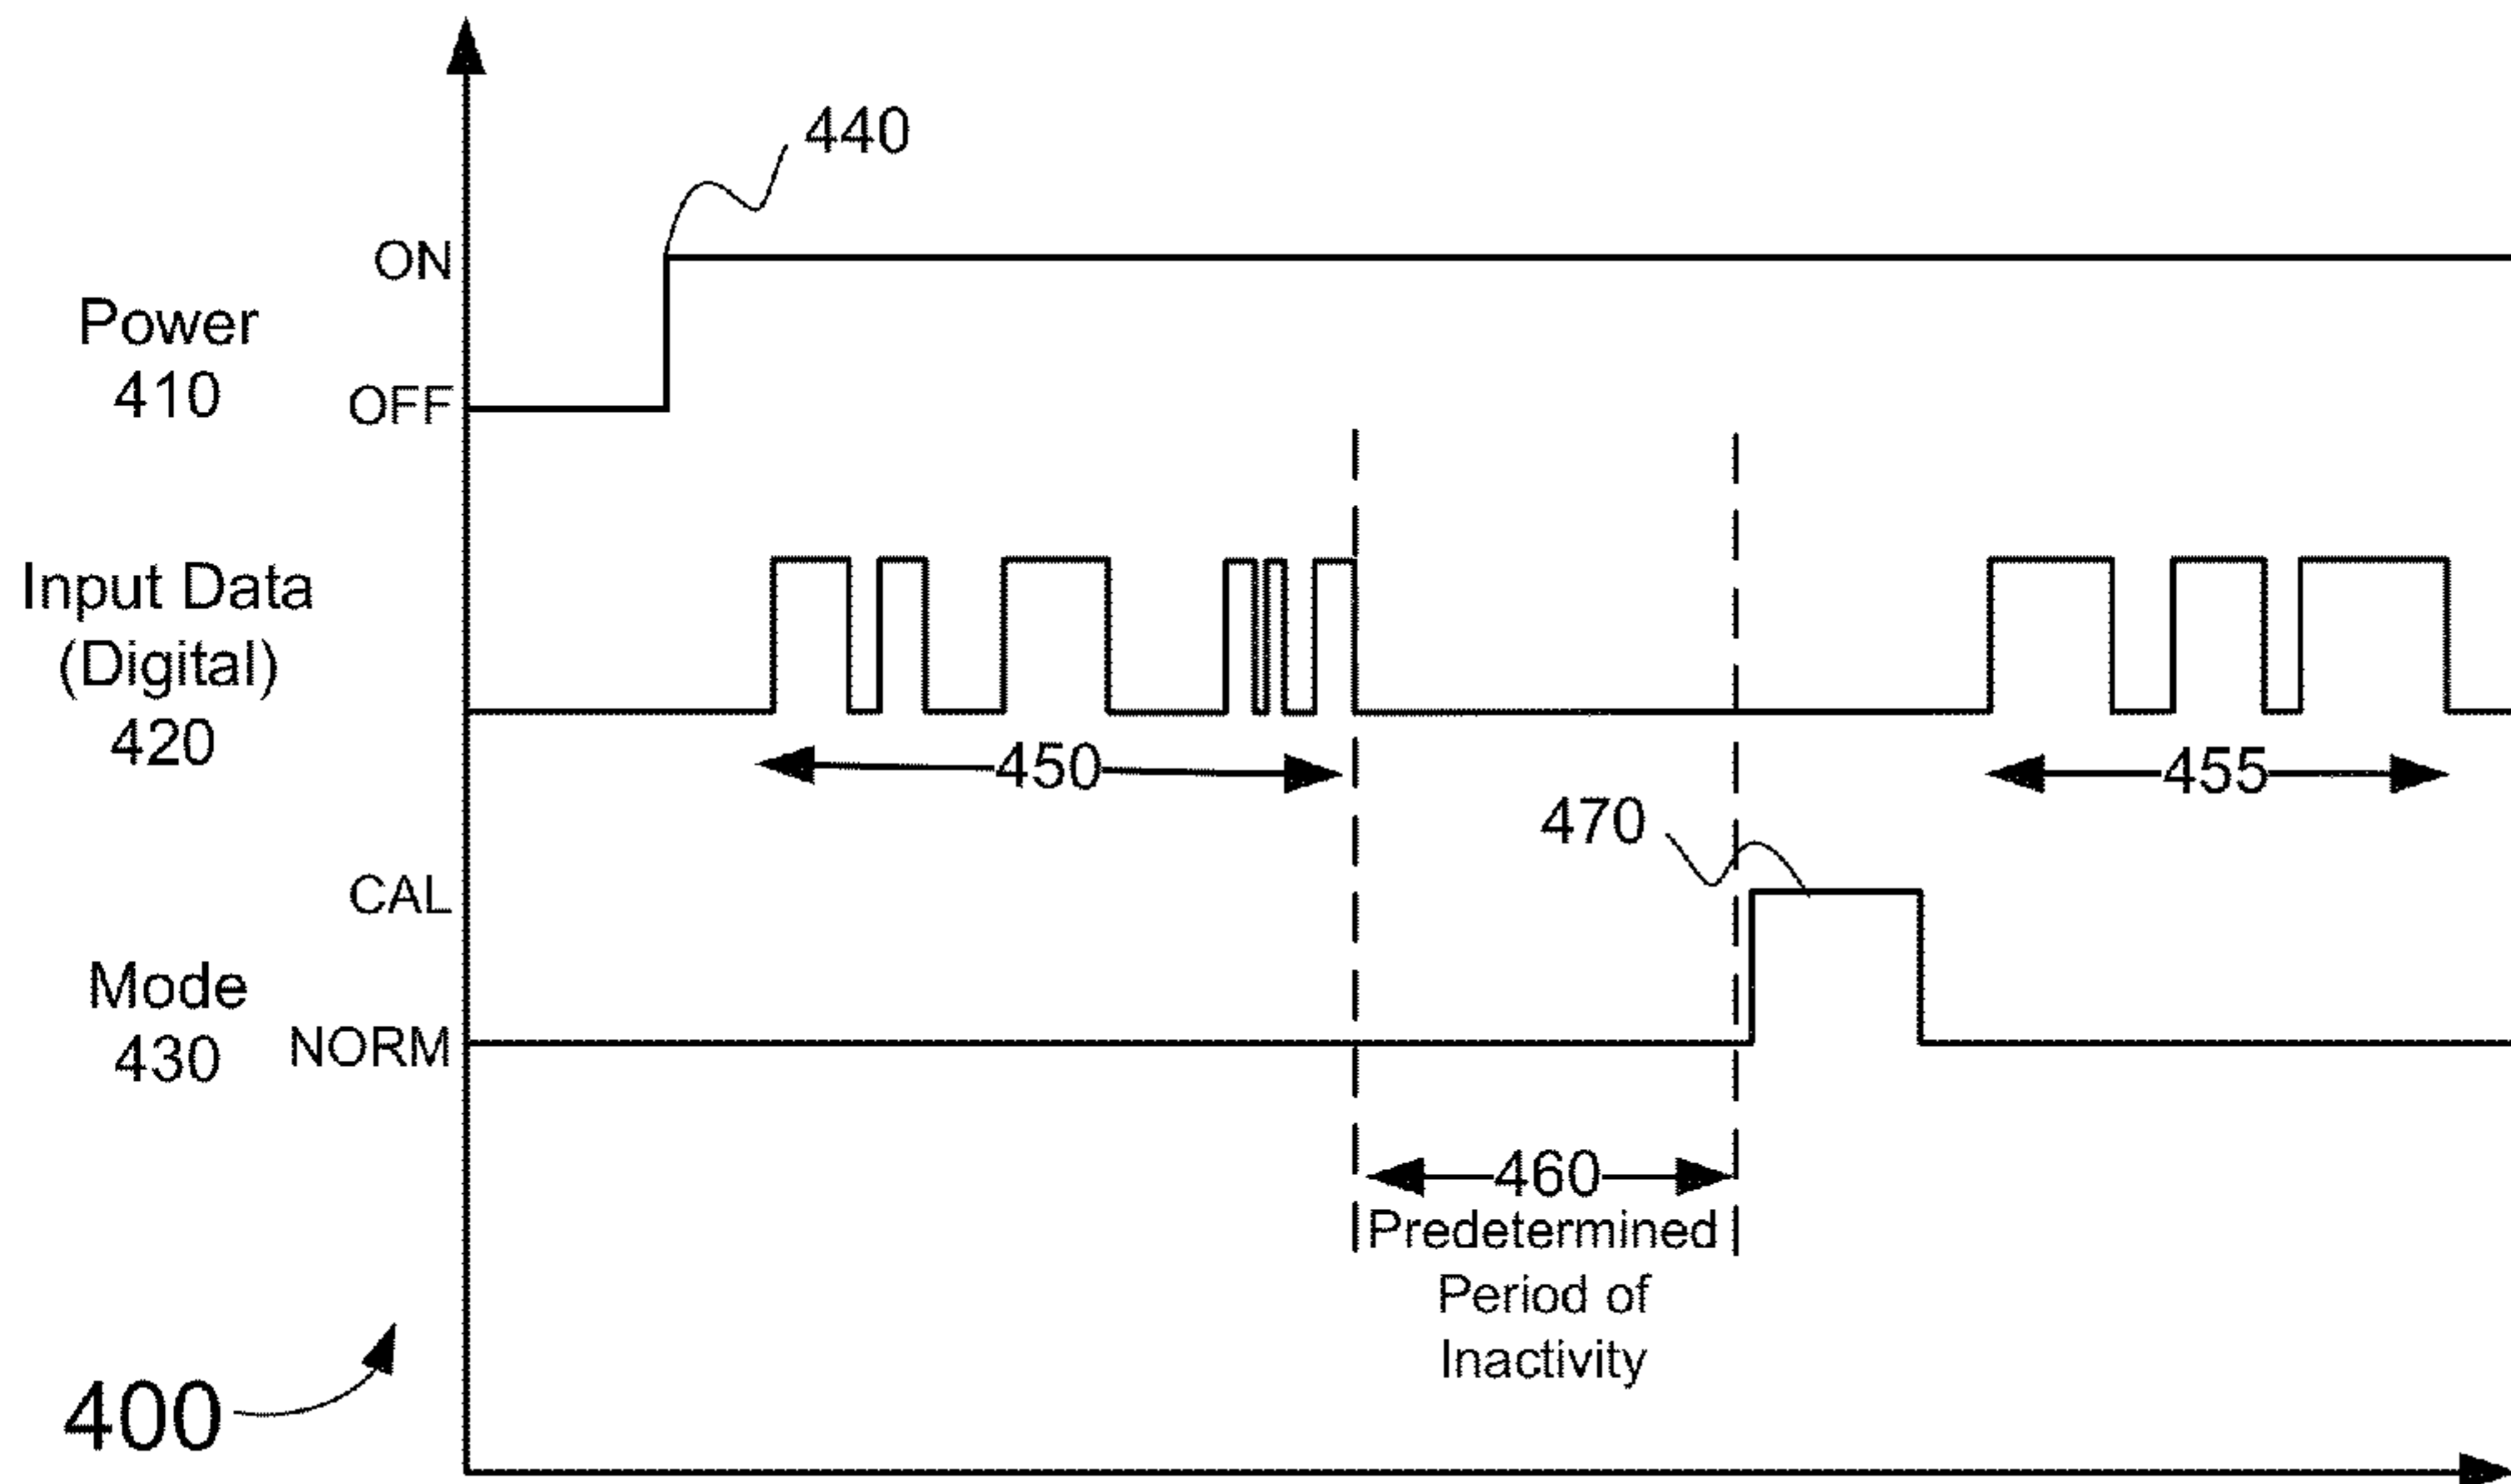 440
ON
Power
410
OFF
Input Data
(Digital)
420
450
455
470
CAL
Mode
430
NORM
460
Predetermined
Period of
Inactivity
400